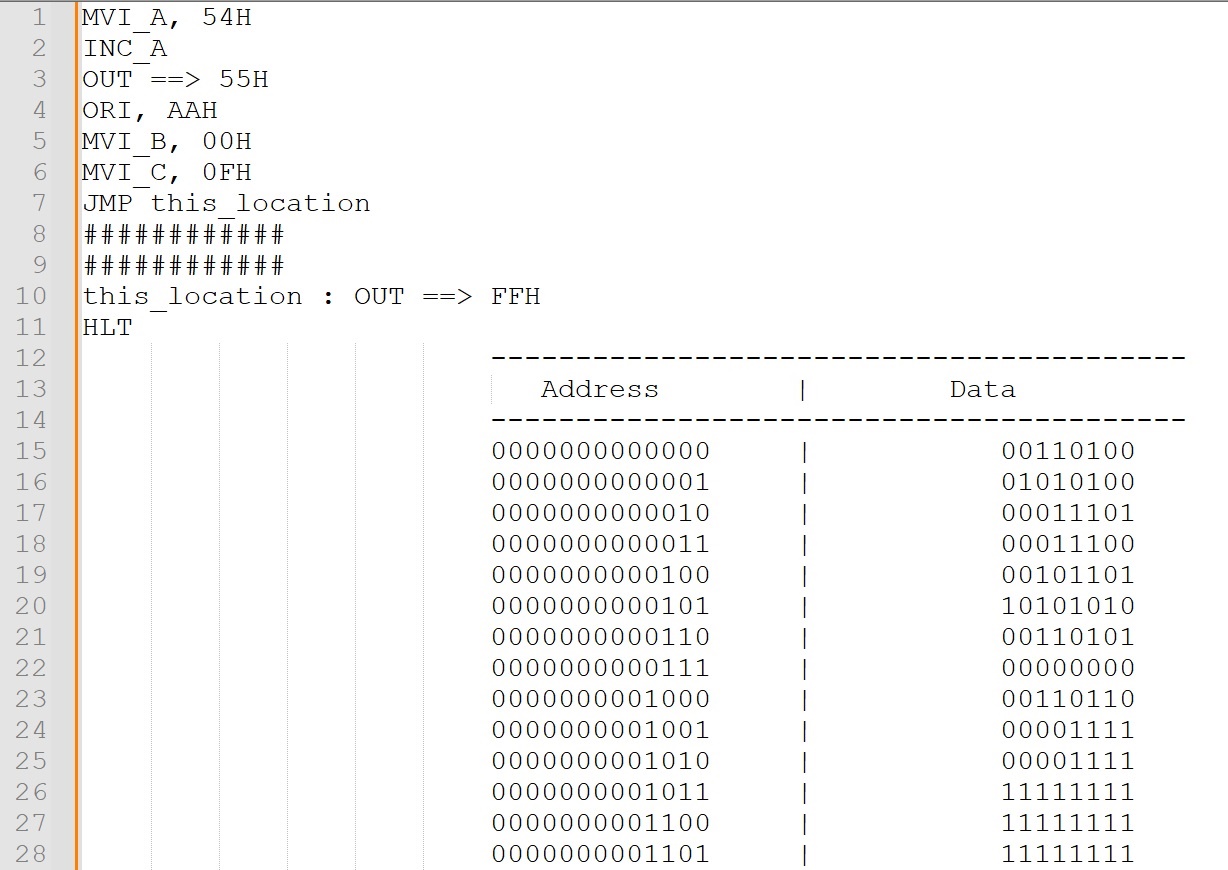 1 MVI_A, 54H
2 INC_A
3 OUT ==> 55H
4 ORI, AAH
5 MVI_B, 00H
6 MVI_C, 0FH
7 JMP this_location
8 ############
9 ############
10 this_location : OUT ==> FFH
11 HLT
12 -----------------------------------------
13 Address | Data
14 -----------------------------------------
15 0000000000000 | 00110100
16 0000000000001 | 01010100
17 0000000000010 | 00011101
18 0000000000011 | 00011100
19 0000000000100 | 00101101
20 0000000000101 | 10101010
21 0000000000110 | 00110101
22 0000000000111 | 00000000
23 0000000001000 | 00110110
24 0000000001001 | 00001111
25 0000000001010 | 00001111
26 0000000001011 | 11111111
27 0000000001100 | 11111111
28 0000000001101 | 11111111